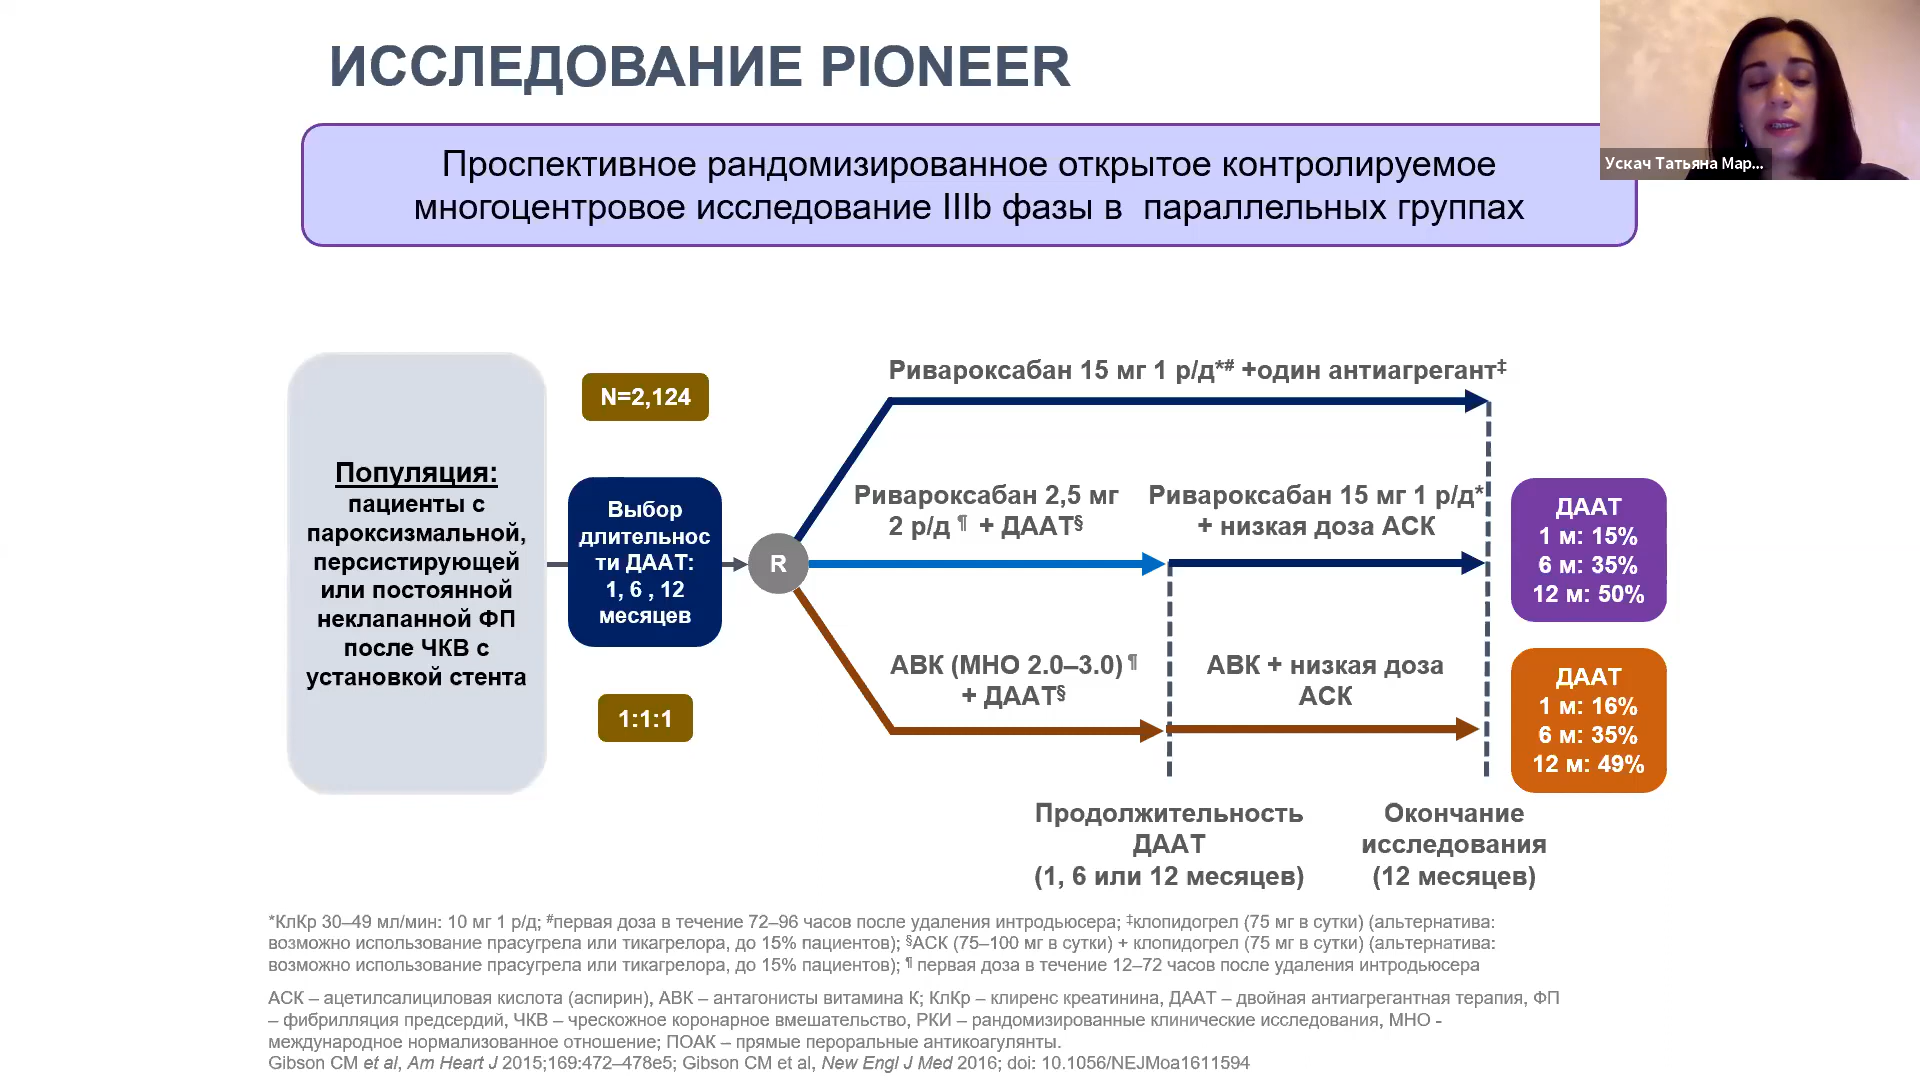 ИССЛЕДОВАНИЕ PIONEER
Ускач Татьяна Мар...
Проспективное рандомизированное открытое контролируемое
многоцентровое исследование IIIb фазы в параллельных группах
Популяция:
пациенты с
пароксизмальной,
персистирующей
или постоянной
неклапанной ФП
после ЧКВ с
установкой стента
N=2,124
Выбор
длительнос
ти ДААТ:
1, 6 , 12
месяцев
1:1:1
R
Ривароксабан 15 мг 1 р/д*# +один антиагрегант‡
Ривароксабан 2,5 мг
2 р/д ¶ + ДААТ§
Ривароксабан 15 мг 1 р/д*
+ низкая доза АСК
АВК (МНО 2.0–3.0) ¶
+ ДААТ§
АВК + низкая доза
АСК
ДААТ
1 м: 15%
6 м: 35%
12 м: 50%
ДААТ
1 м: 16%
6 м: 35%
12 м: 49%
Продолжительность
ДААТ
(1, 6 или 12 месяцев)
Окончание
исследования
(12 месяцев)
*КлКр 30–49 мл/мин: 10 мг 1 р/д; #первая доза в течение 72–96 часов после удаления интродьюсера; ‡клопидогрел (75 мг в сутки) (альтернатива:
возможно использование прасугрела или тикагрелора, до 15% пациентов); §АСК (75–100 мг в сутки) + клопидогрел (75 мг в сутки) (альтернатива:
возможно использование прасугрела или тикагрелора, до 15% пациентов); ¶ первая доза в течение 12–72 часов после удаления интродьюсера
АСК – ацетилсалициловая кислота (аспирин), АВК – антагонисты витамина К; КлКр – клиренс креатинина, ДААТ – двойная антиагрегантная терапия, ФП
– фибрилляция предсердий, ЧКВ – чрескожное коронарное вмешательство, РКИ – рандомизированные клинические исследования, МНО -
международное нормализованное отношение; ПОАК – прямые пероральные антикоагулянты.
Gibson CM et al, Am Heart J 2015;169:472–478e5; Gibson CM et al, New Engl J Med 2016; doi: 10.1056/NEJMoa1611594